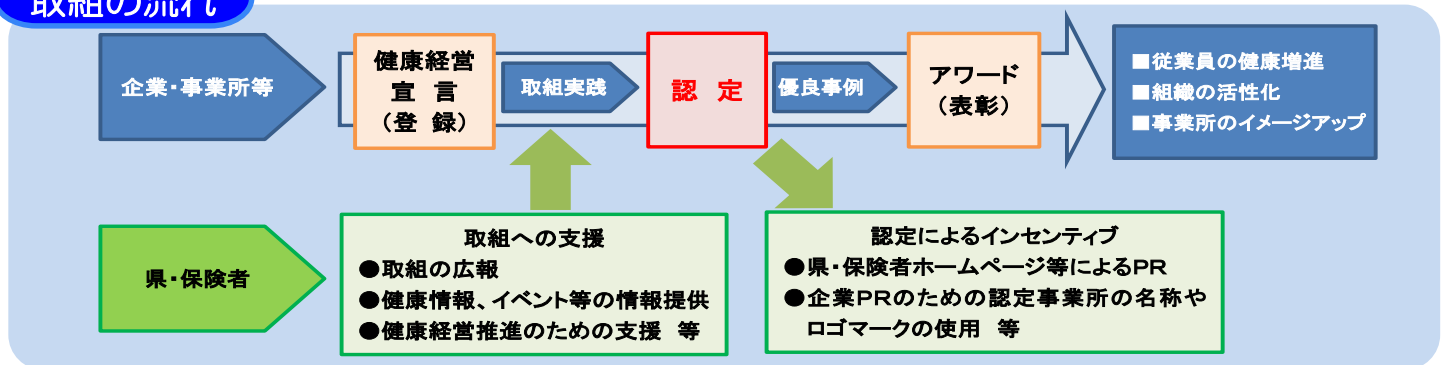 取組の流れ
企業・事業所等
健康経営
宣　言
（登　録）
取組実践
認　定
優良事例
アワード
（表彰）
■従業員の健康増進
■組織の活性化
■事業所のイメージアップ
県・保険者
取組への支援
●取組の広報
●健康情報、イベント等の情報提供
●健康経営推進のための支援　等
認定によるインセンティブ
●県・保険者ホームページ等によるPR
●企業PRのための認定事業所の名称や
ロゴマークの使用　等